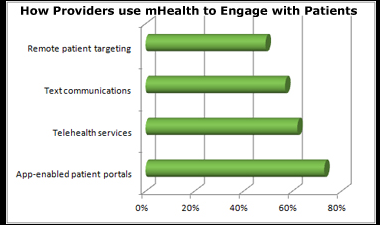 How Providers use mHealth to Engage with Patients
Remote patient targeting
Text communications
Telehealth services
App-enabled patient portals
0% 20% 40% 60% 80%